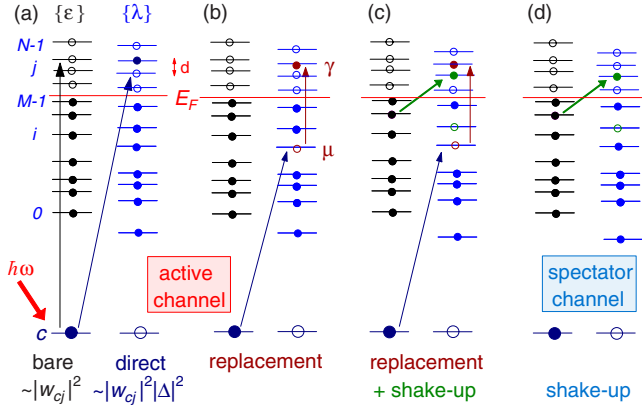 (a) {ε} {λ} (b) (c) (d)
N-1
j d γ
M-1 E_F
i μ
0
ħω
active channel
spectator channel
c
bare direct replacement replacement
~|w_cj|² ~|w_cj|²|Δ|² + shake-up shake-up